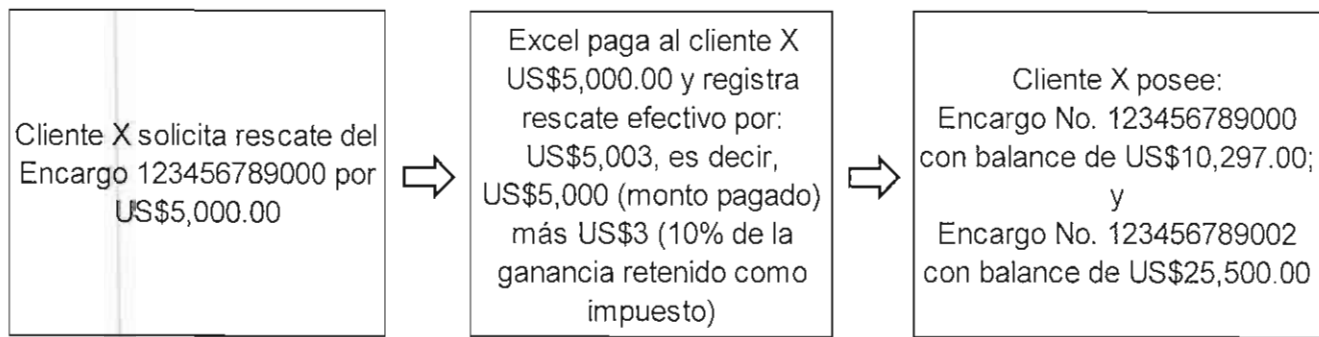 Cliente X solicita rescate del
Encargo 123456789000 por
US$5,000.00
Excel paga al cliente X
US$5,000.00 y registra
rescate efectivo por:
US$5,003, es decir,
US$5,000 (monto pagado)
más US$3 (10% de la
ganancia retenido como
impuesto)
Cliente X posee:
Encargo No. 123456789000
con balance de US$10,297.00;
y
Encargo No. 123456789002
con balance de US$25,500.00